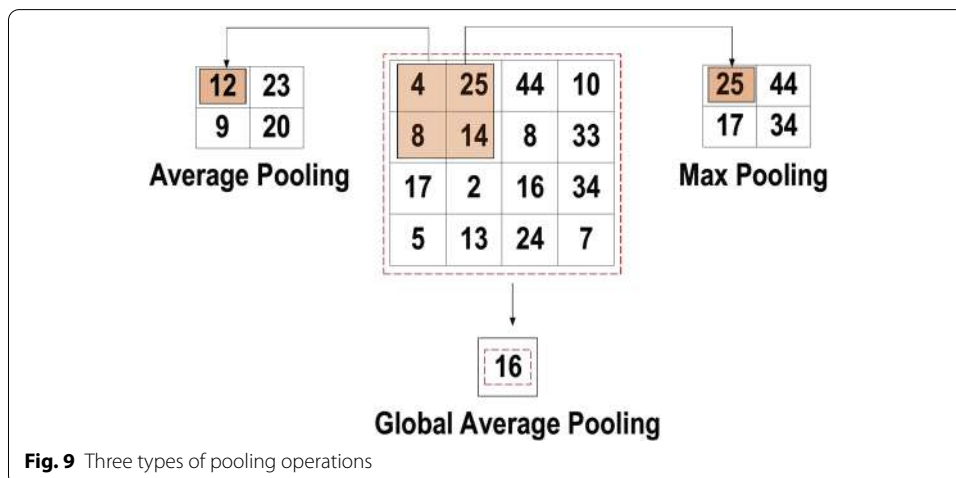 12 23
9 20
Average Pooling
4 25 44 10
8 14 8 33
17 2 16 34
5 13 24 7
25 44
17 34
Max Pooling
16
Global Average Pooling
Fig. 9 Three types of pooling operations